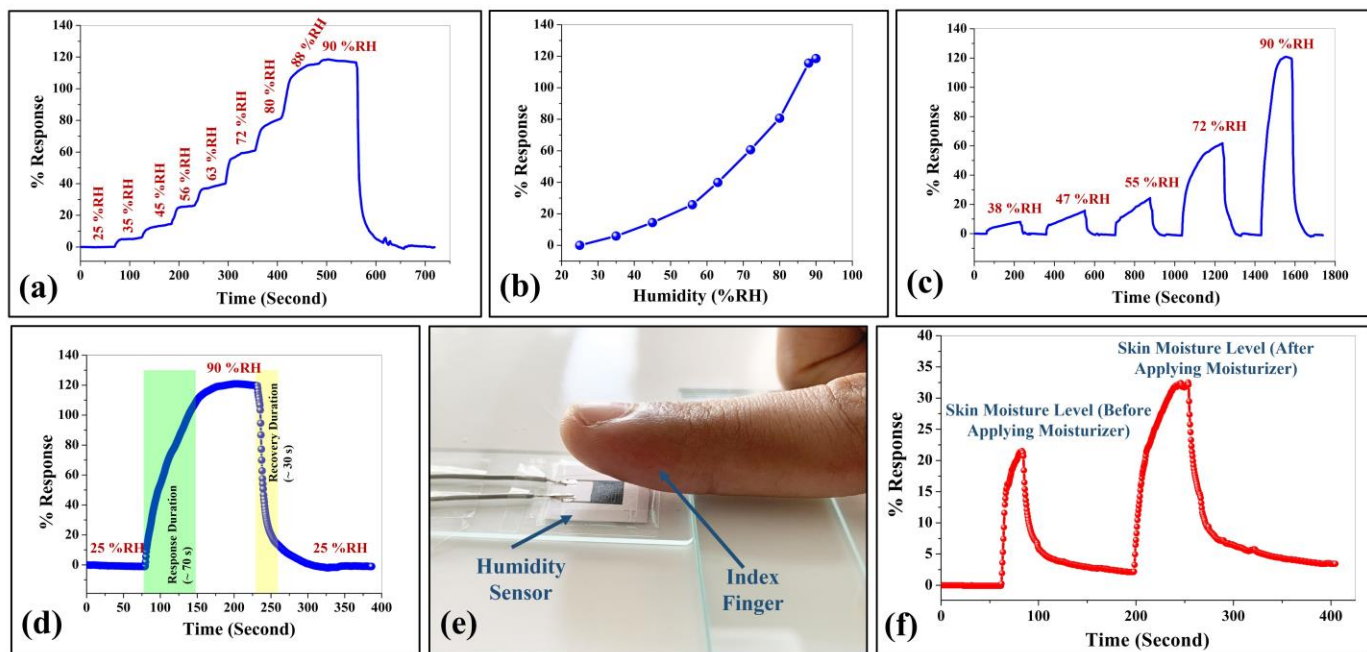 140
120
100
80
60
40
20
0
% Response
25 %RH
35 %RH
45 %RH
56 %RH
63 %RH
72 %RH
80 %RH
88 %RH
90 %RH
0 100 200 300 400 500 600 700
Time (Second)
(a)
140
120
100
80
60
40
20
0
% Response
20 30 40 50 60 70 80 90 100
Humidity (%RH)
(b)
140
120
100
80
60
40
20
0
-20
% Response
38 %RH
47 %RH
55 %RH
72 %RH
90 %RH
0 200 400 600 800 1000 1200 1400 1600 1800
Time (Second)
(c)
140
120
100
80
60
40
20
0
-20
% Response
90 %RH
25 %RH
Response Duration
(~ 70 s)
Recovery Duration
(~ 30 s)
25 %RH
0 50 100 150 200 250 300 350 400
Time (Second)
(d)
Humidity
Sensor
Index
Finger
(e)
40
35
30
25
20
15
10
5
0
% Response
Skin Moisture Level (After
Applying Moisturizer)
Skin Moisture Level (Before
Applying Moisturizer)
0 100 200 300 400
Time (Second)
(f)